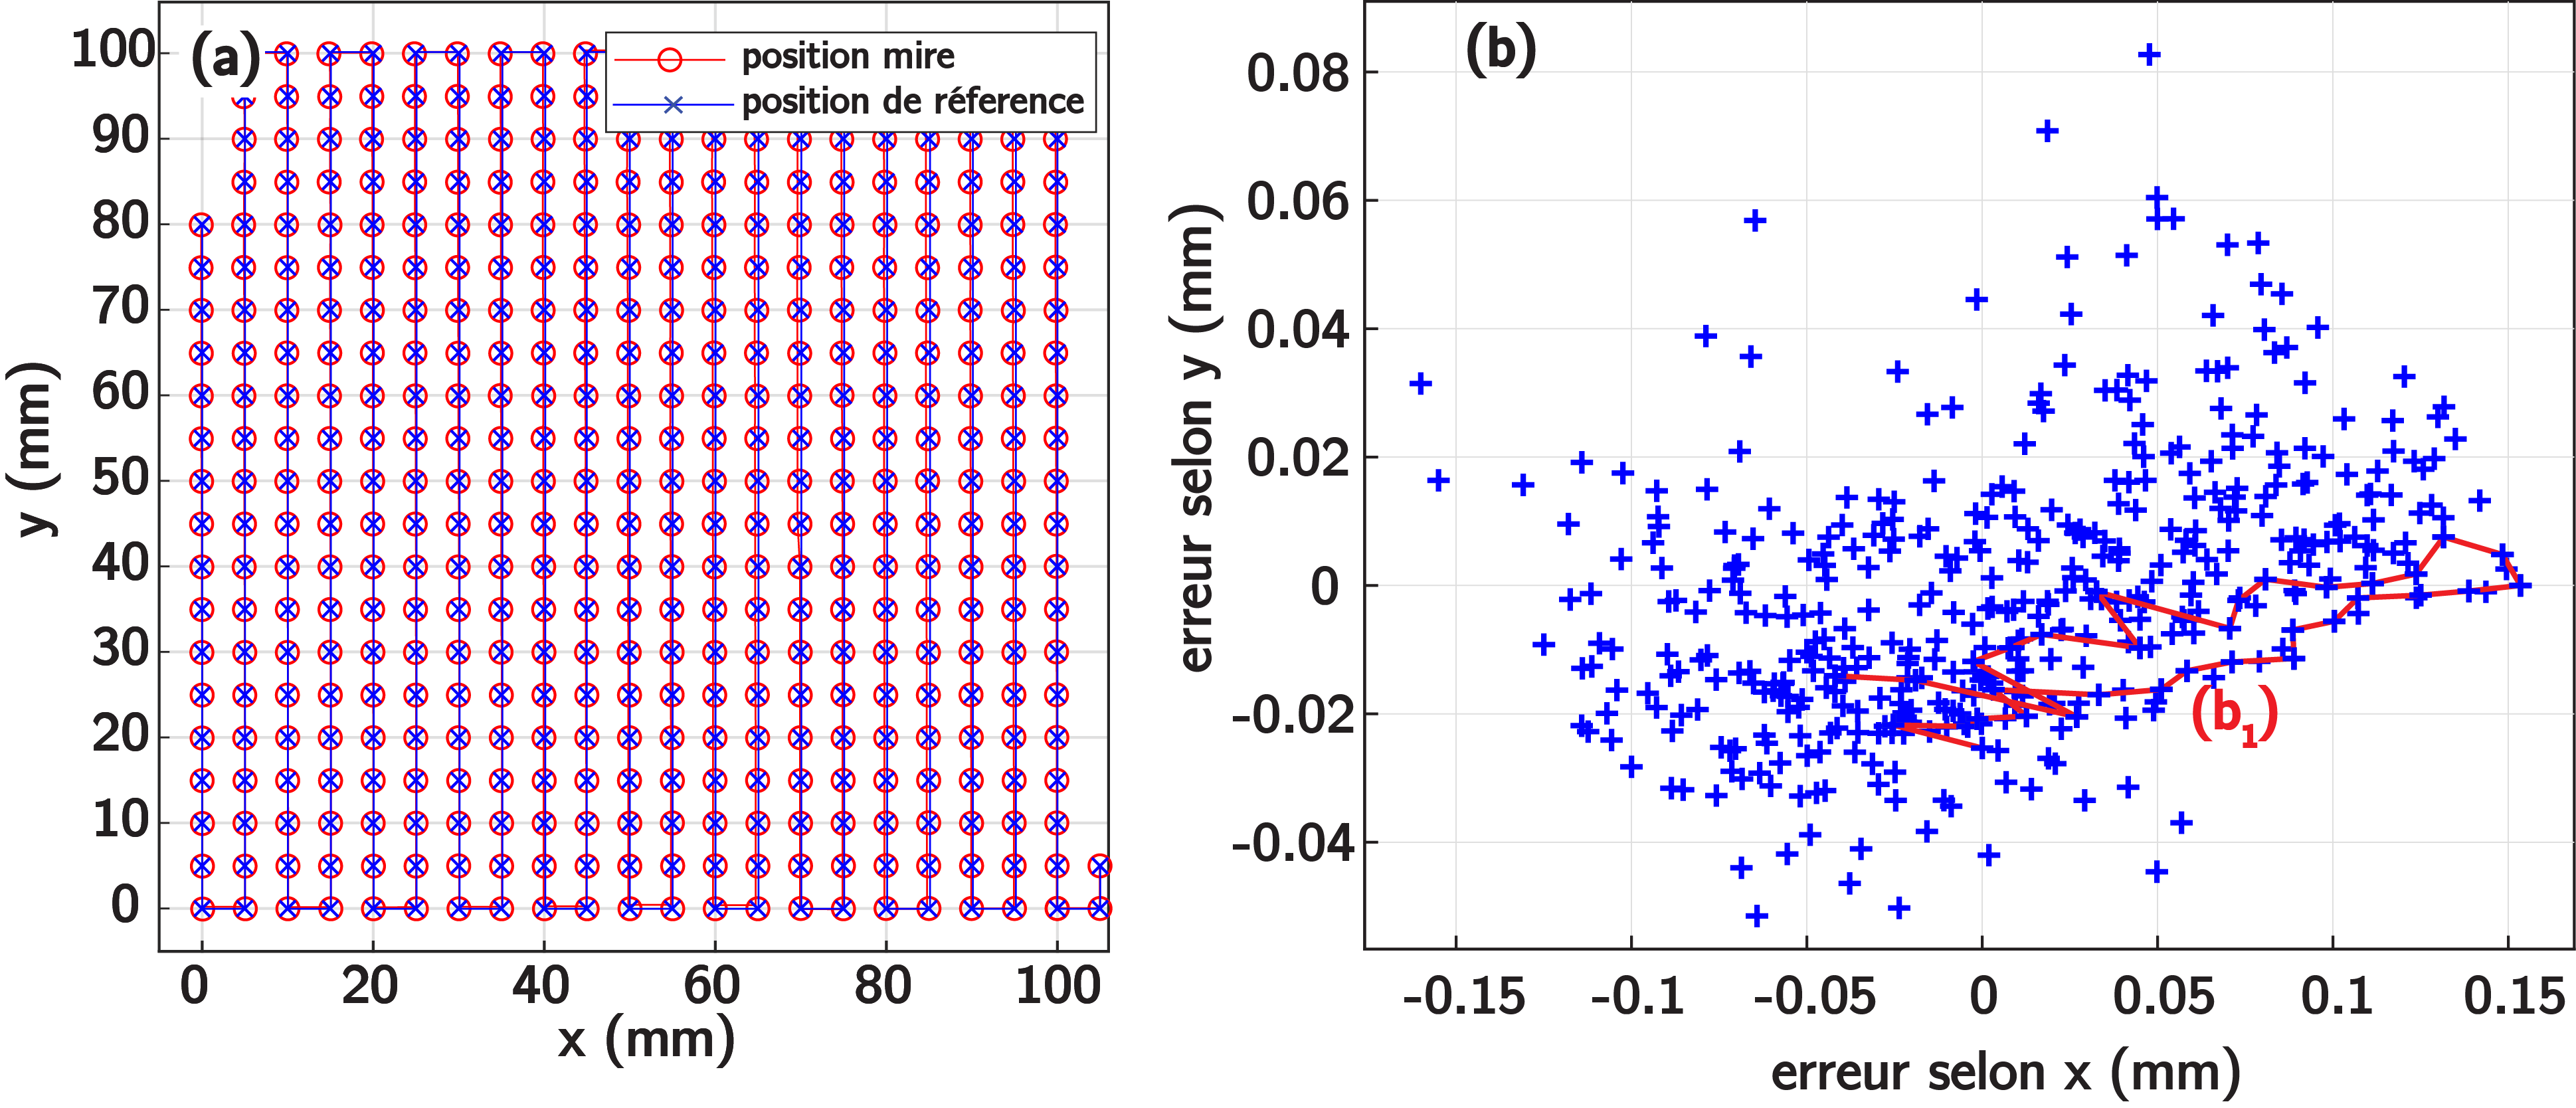 (a)
position mire
position de réference
100
90
80
70
60
50
40
30
20
10
0
y (mm)
0 20 40 60 80 100
x (mm)
(b)
0.08
0.06
0.04
0.02
0
-0.02
-0.04
erreur selon y (mm)
(b1)
-0.15 -0.1 -0.05 0 0.05 0.1 0.15
erreur selon x (mm)